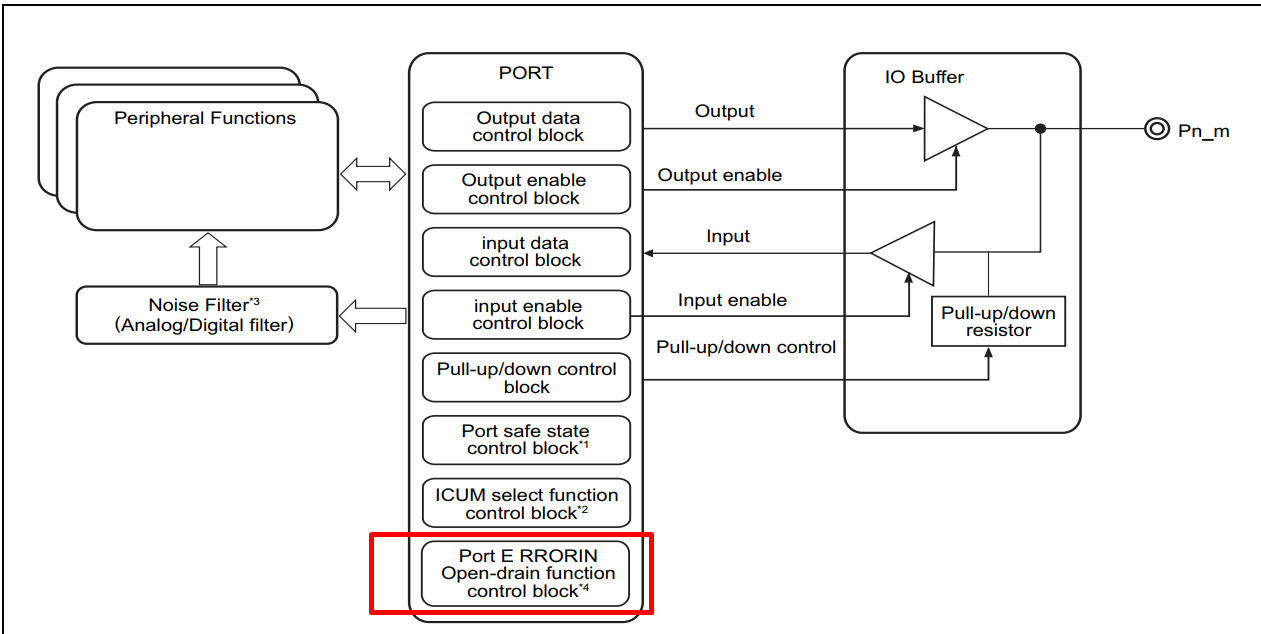 Peripheral Functions
Noise Filter*3
(Analog/Digital filter)
PORT
Output data
control block
Output enable
control block
input data
control block
input enable
control block
Pull-up/down control
block
Port safe state
control block*1
ICUM select function
control block*2
Port E RRORIN
Open-drain function
control block*4
Output
Output enable
Input
Input enable
Pull-up/down control
IO Buffer
Pull-up/down
resistor
Pn_m